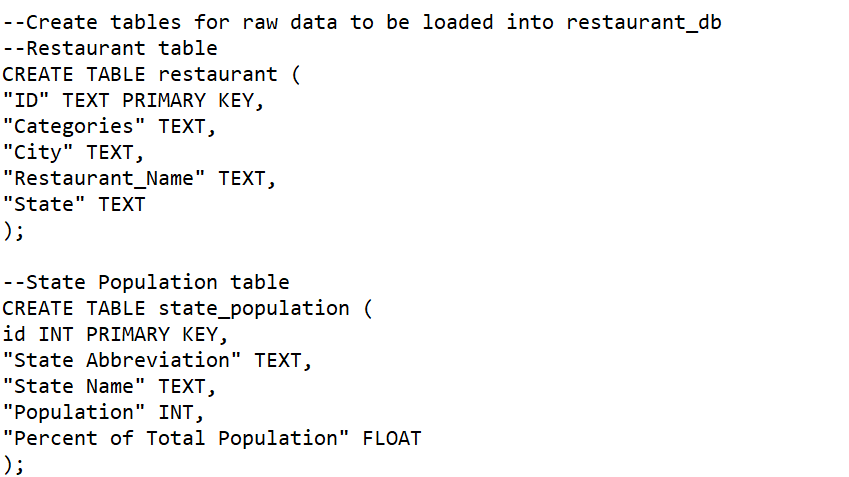 --Create tables for raw data to be loaded into restaurant_db
--Restaurant table
CREATE TABLE restaurant (
"ID" TEXT PRIMARY KEY,
"Categories" TEXT,
"City" TEXT,
"Restaurant_Name" TEXT,
"State" TEXT
);

--State Population table
CREATE TABLE state_population (
id INT PRIMARY KEY,
"State Abbreviation" TEXT,
"State Name" TEXT,
"Population" INT,
"Percent of Total Population" FLOAT
);